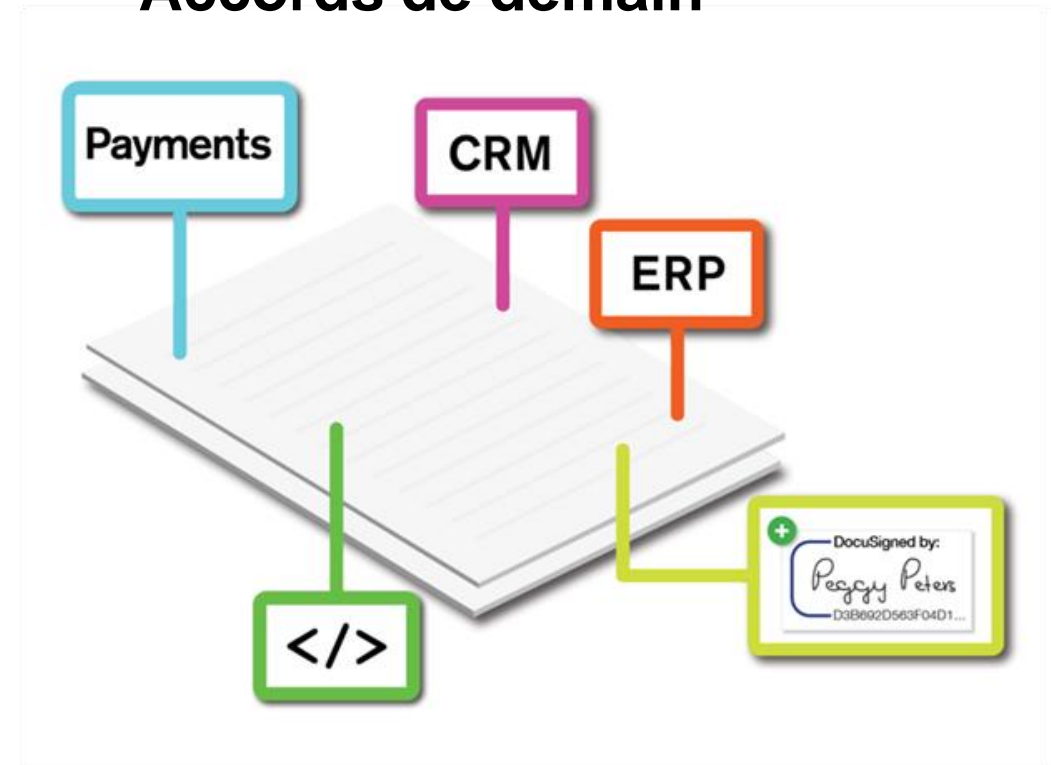 Accords de demain
Payments
CRM
ERP
</>
DocuSigned by:
Peggy Peters
D3B692D563F04D1...